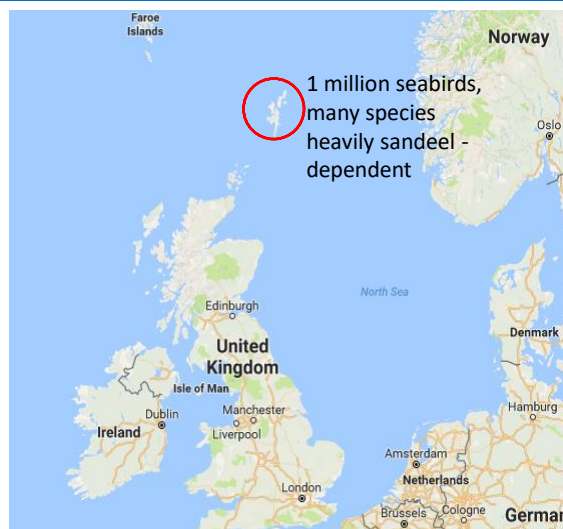 Faroe
Islands
Norway
1 million seabirds,
many species
heavily sandeel -
dependent
Oslo
North Sea
Edinburgh
United
Kingdom
Denmark
Isle of Man
Hamburg
Dublin
Manchester
Ireland
Liverpool
Amsterdam
Netherlands
London
Brussels
Cologne
German